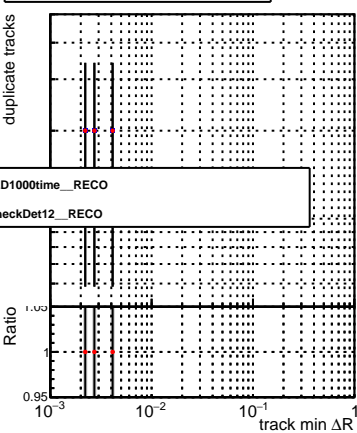 duplicate tracks
D1000time__RECO
eckDet12__RECO
Ratio
1.05
1
0.95
10⁻³ 10⁻² 10⁻¹ 1
track min ΔR